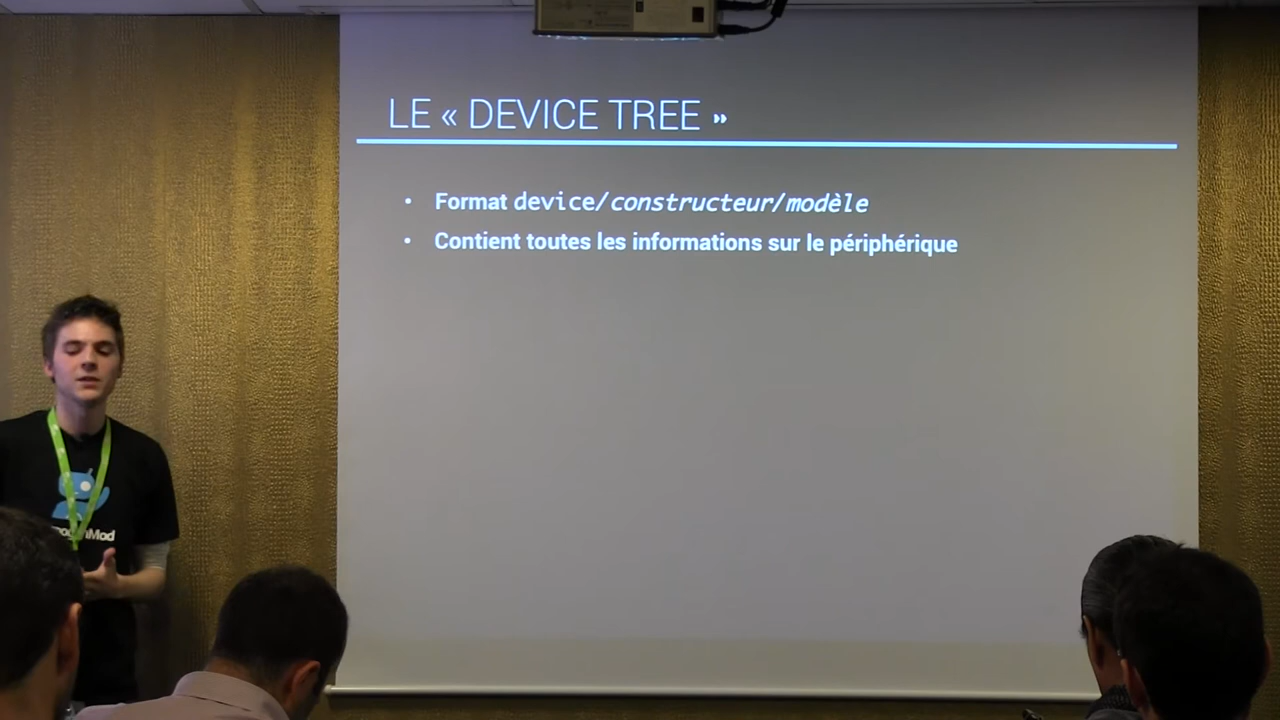 LE « DEVICE TREE »
• Format device/constructeur/modèle
• Contient toutes les informations sur le périphérique